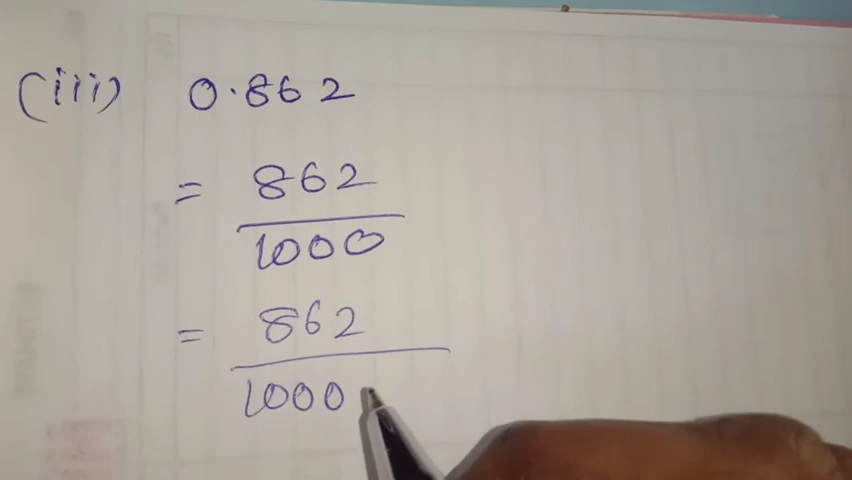 (iii) 0.862
= 862
1000
= 862
1000